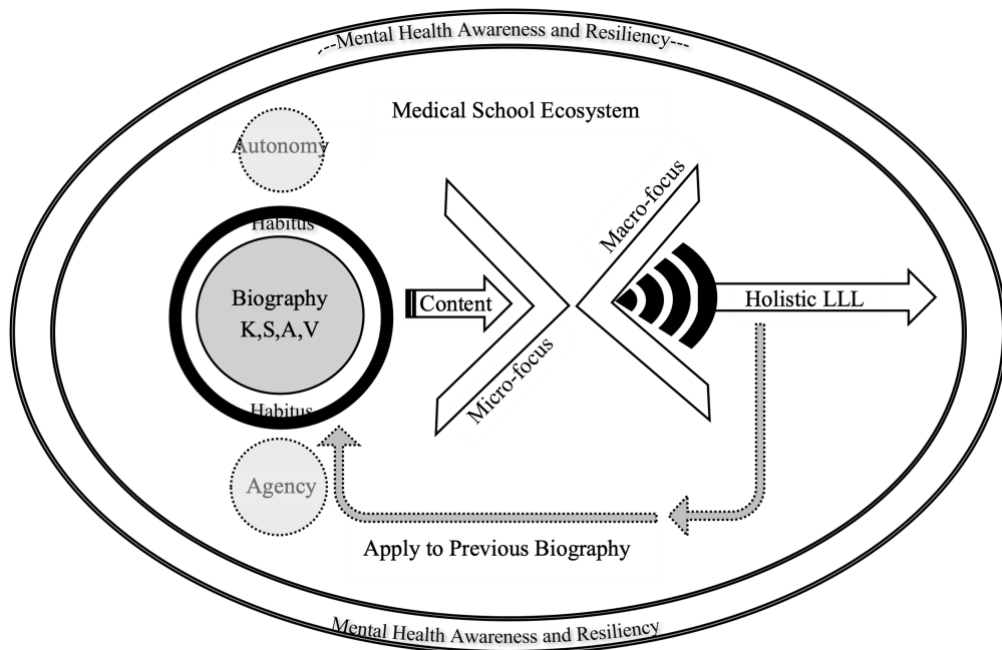 ---Mental Health Awareness and Resiliency---
Medical School Ecosystem
Autonomy
Macro-focus
Habitus
Biography
K,S,A,V
Content
Holistic LLL
Micro-focus
Habitus
Agency
Apply to Previous Biography
Mental Health Awareness and Resiliency